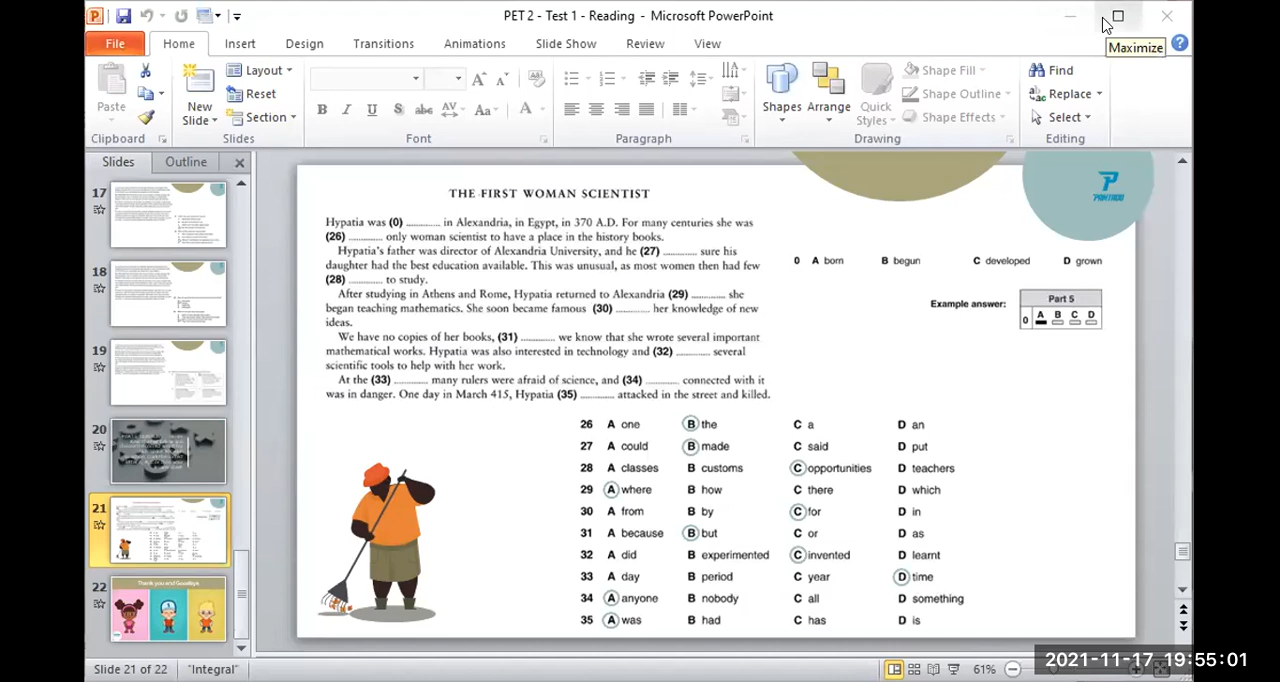 PET 2 - Test 1 - Reading - Microsoft PowerPoint
File Home Insert Design Transitions Animations Slide Show Review View
Maximize
Paste
New Slide
Layout
Reset
Section
Shapes Arrange Quick Styles
Shape Fill
Shape Outline
Shape Effects
Find
Replace
Select
Clipboard Slides Font Paragraph Drawing Editing
Slides Outline
17
18
19
20
21
22
Thank you and Goodbye
THE FIRST WOMAN SCIENTIST
Hypatia was (0) ............ in Alexandria, in Egypt, in 370 A.D. For many centuries she was
(26) ............ only woman scientist to have a place in the history books.
Hypatia's father was director of Alexandria University, and he (27) ............ sure his
daughter had the best education available. This was unusual, as most women then had few
(28) ............ to study.
After studying in Athens and Rome, Hypatia returned to Alexandria (29) ............ she
began teaching mathematics. She soon became famous (30) ............ her knowledge of new
ideas.
We have no copies of her books, (31) ............ we know that she wrote several important
mathematical works. Hypatia was also interested in technology and (32) ............ several
scientific tools to help with her work.
At the (33) ............ many rulers were afraid of science, and (34) ............ connected with it
was in danger. One day in March 415, Hypatia (35) ............ attacked in the street and killed.
0 A born B begun C developed D grown
Example answer:
Part 5
0 A B C D
26 A one B the C a D an
27 A could B made C said D put
28 A classes B customs C opportunities D teachers
29 A where B how C there D which
30 A from B by C for D in
31 A because B but C or D as
32 A did B experimented C invented D learnt
33 A day B period C year D time
34 A anyone B nobody C all D something
35 A was B had C has D is
Slide 21 of 22 "Integral" 61%
2021-11-17 19:55:01